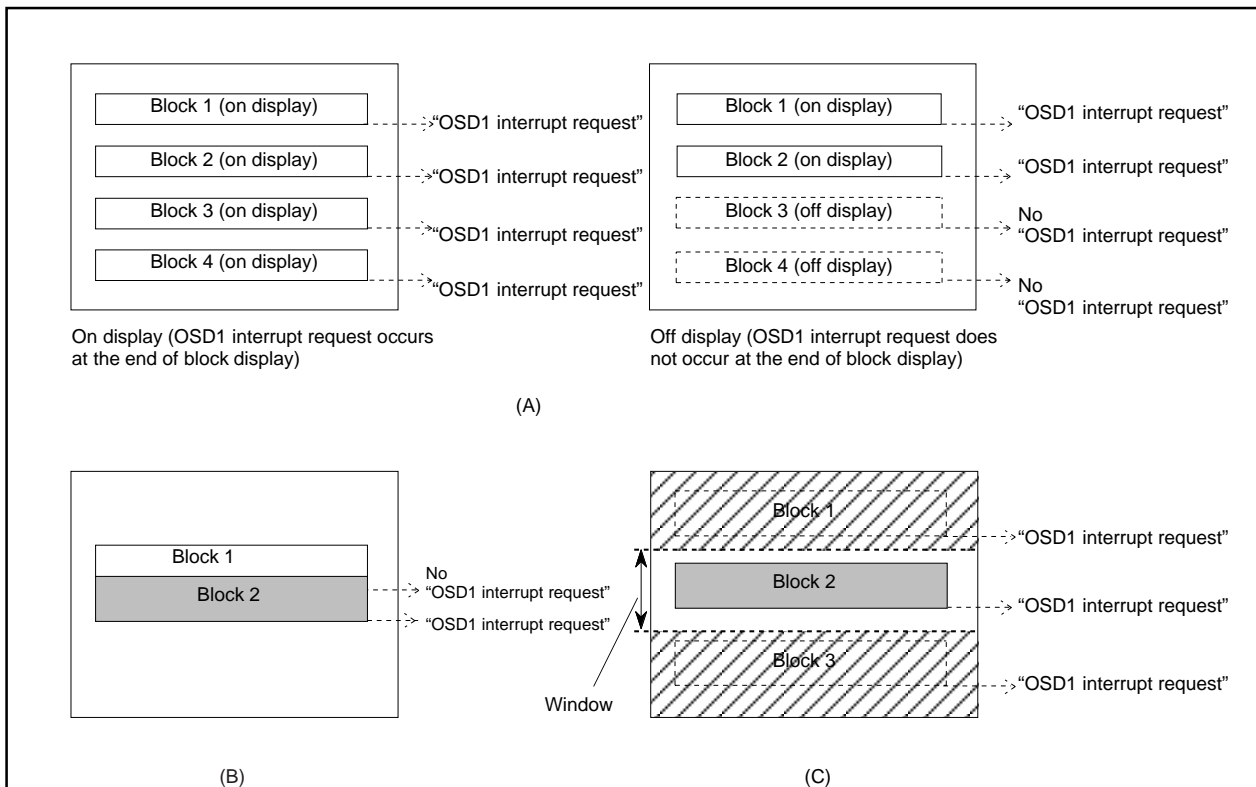 Block 1 (on display)
“OSD1 interrupt request”
Block 2 (on display)
“OSD1 interrupt request”
Block 3 (on display)
“OSD1 interrupt request”
Block 4 (on display)
“OSD1 interrupt request”
On display (OSD1 interrupt request occurs
at the end of block display)
Block 1 (on display)
“OSD1 interrupt request”
Block 2 (on display)
“OSD1 interrupt request”
Block 3 (off display)
No
“OSD1 interrupt request”
Block 4 (off display)
No
“OSD1 interrupt request”
Off display (OSD1 interrupt request does
not occur at the end of block display)
(A)
Block 1
Block 2
No
“OSD1 interrupt request”
“OSD1 interrupt request”
(B)
Block 1
“OSD1 interrupt request”
Block 2
“OSD1 interrupt request”
Block 3
“OSD1 interrupt request”
Window
(C)